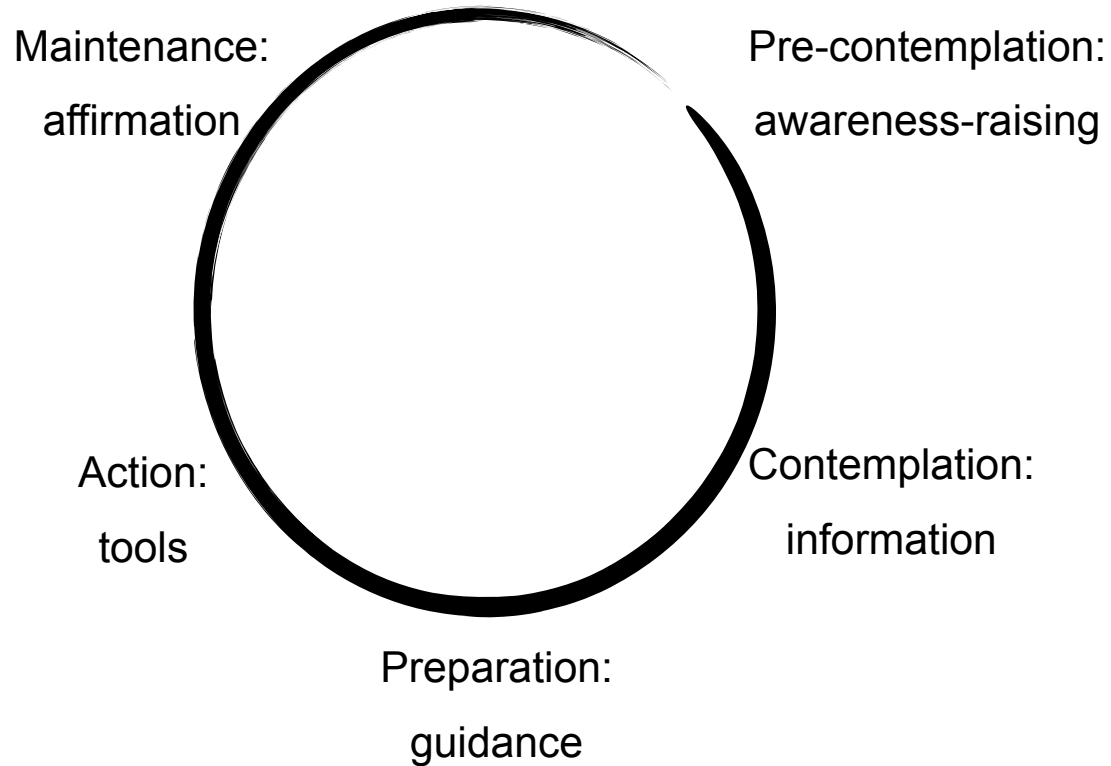 Maintenance:
affirmation
Pre-contemplation:
awareness-raising
Action:
tools
Contemplation:
information
Preparation:
guidance